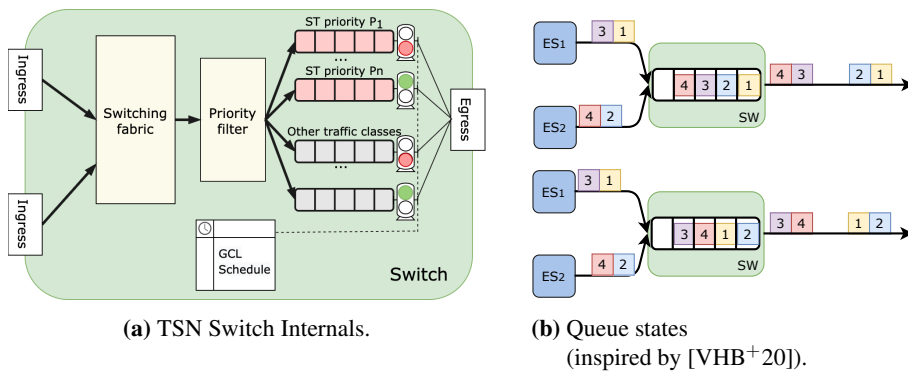 ST priority P1
...
ST priority Pn
Other traffic classes
...
Ingress
Ingress
Switching
fabric
Priority
filter
Egress
GCL
Schedule
Switch
(a) TSN Switch Internals.
ES1
3 1
ES2
4 2
4 3 2 1
SW
4 3
2 1
ES1
3 1
ES2
4 2
3 4 1 2
SW
3 4
1 2
(b) Queue states
(inspired by [VHB+20]).